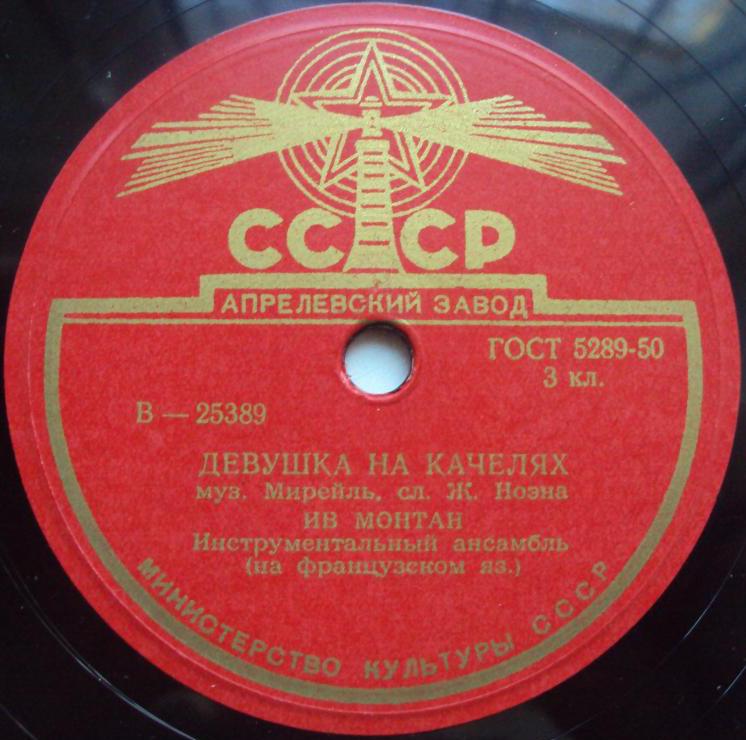 СССР
АПРЕЛЕВСКИЙ ЗАВОД
ГОСТ 5289-50
3 кл.
В — 25389
ДЕВУШКА НА КАЧЕЛЯХ
муз. Мирейль, сл. Ж. Ноэна
ИВ МОНТАН
Инструментальный ансамбль
(на французском яз.)
МИНИСТЕРСТВО КУЛЬТУРЫ СССР